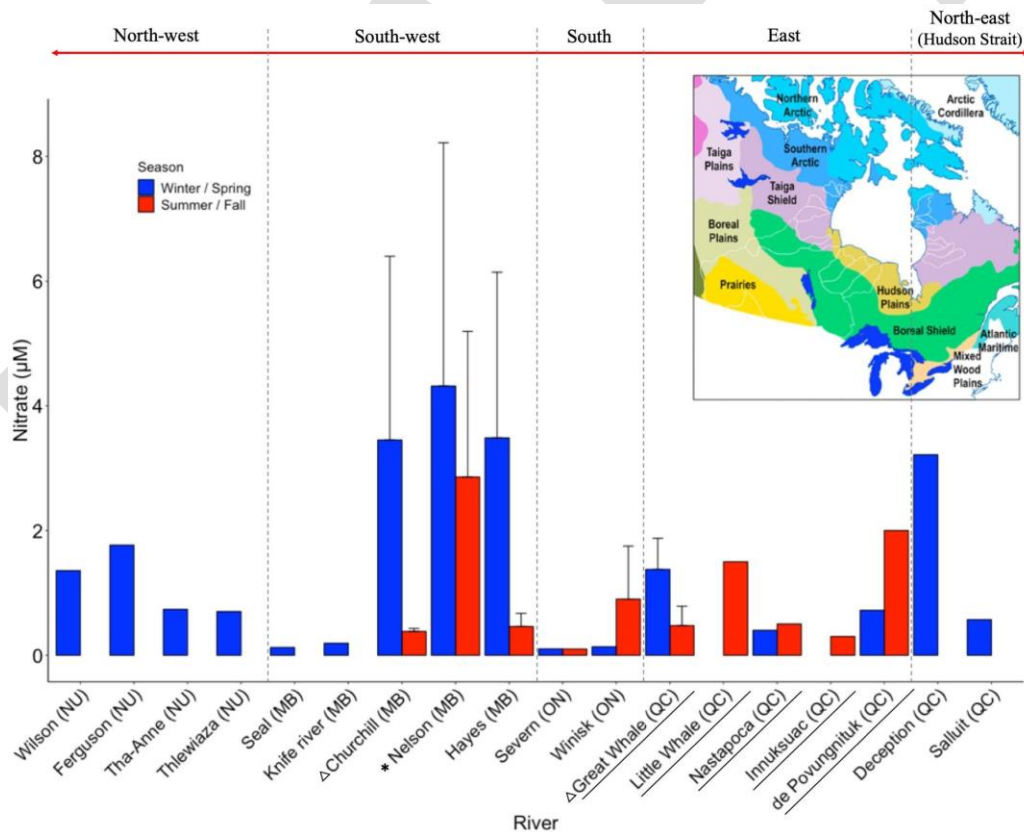 North-west
South-west
South
East
North-east
(Hudson Strait)
8
6
4
2
0
Nitrate (µM)
Season
Winter / Spring
Summer / Fall
Northern
Arctic
Arctic
Cordillera
Taiga
Plains
Southern
Arctic
Taiga
Shield
Boreal
Plains
Prairies
Hudson
Plains
Boreal Shield
Atlantic
Maritime
Mixed
Wood
Plains
Wilson (NU)
Ferguson (NU)
Tha-Anne (NU)
Thlewiaza (NU)
Seal (MB)
Knife river (MB)
△Churchill (MB)
* Nelson (MB)
Hayes (MB)
Severn (ON)
Winisk (ON)
△Great Whale (QC)
Little Whale (QC)
Nastapoca (QC)
Innuksuac (QC)
de Povungnituk (QC)
Deception (QC)
Salluit (QC)
River